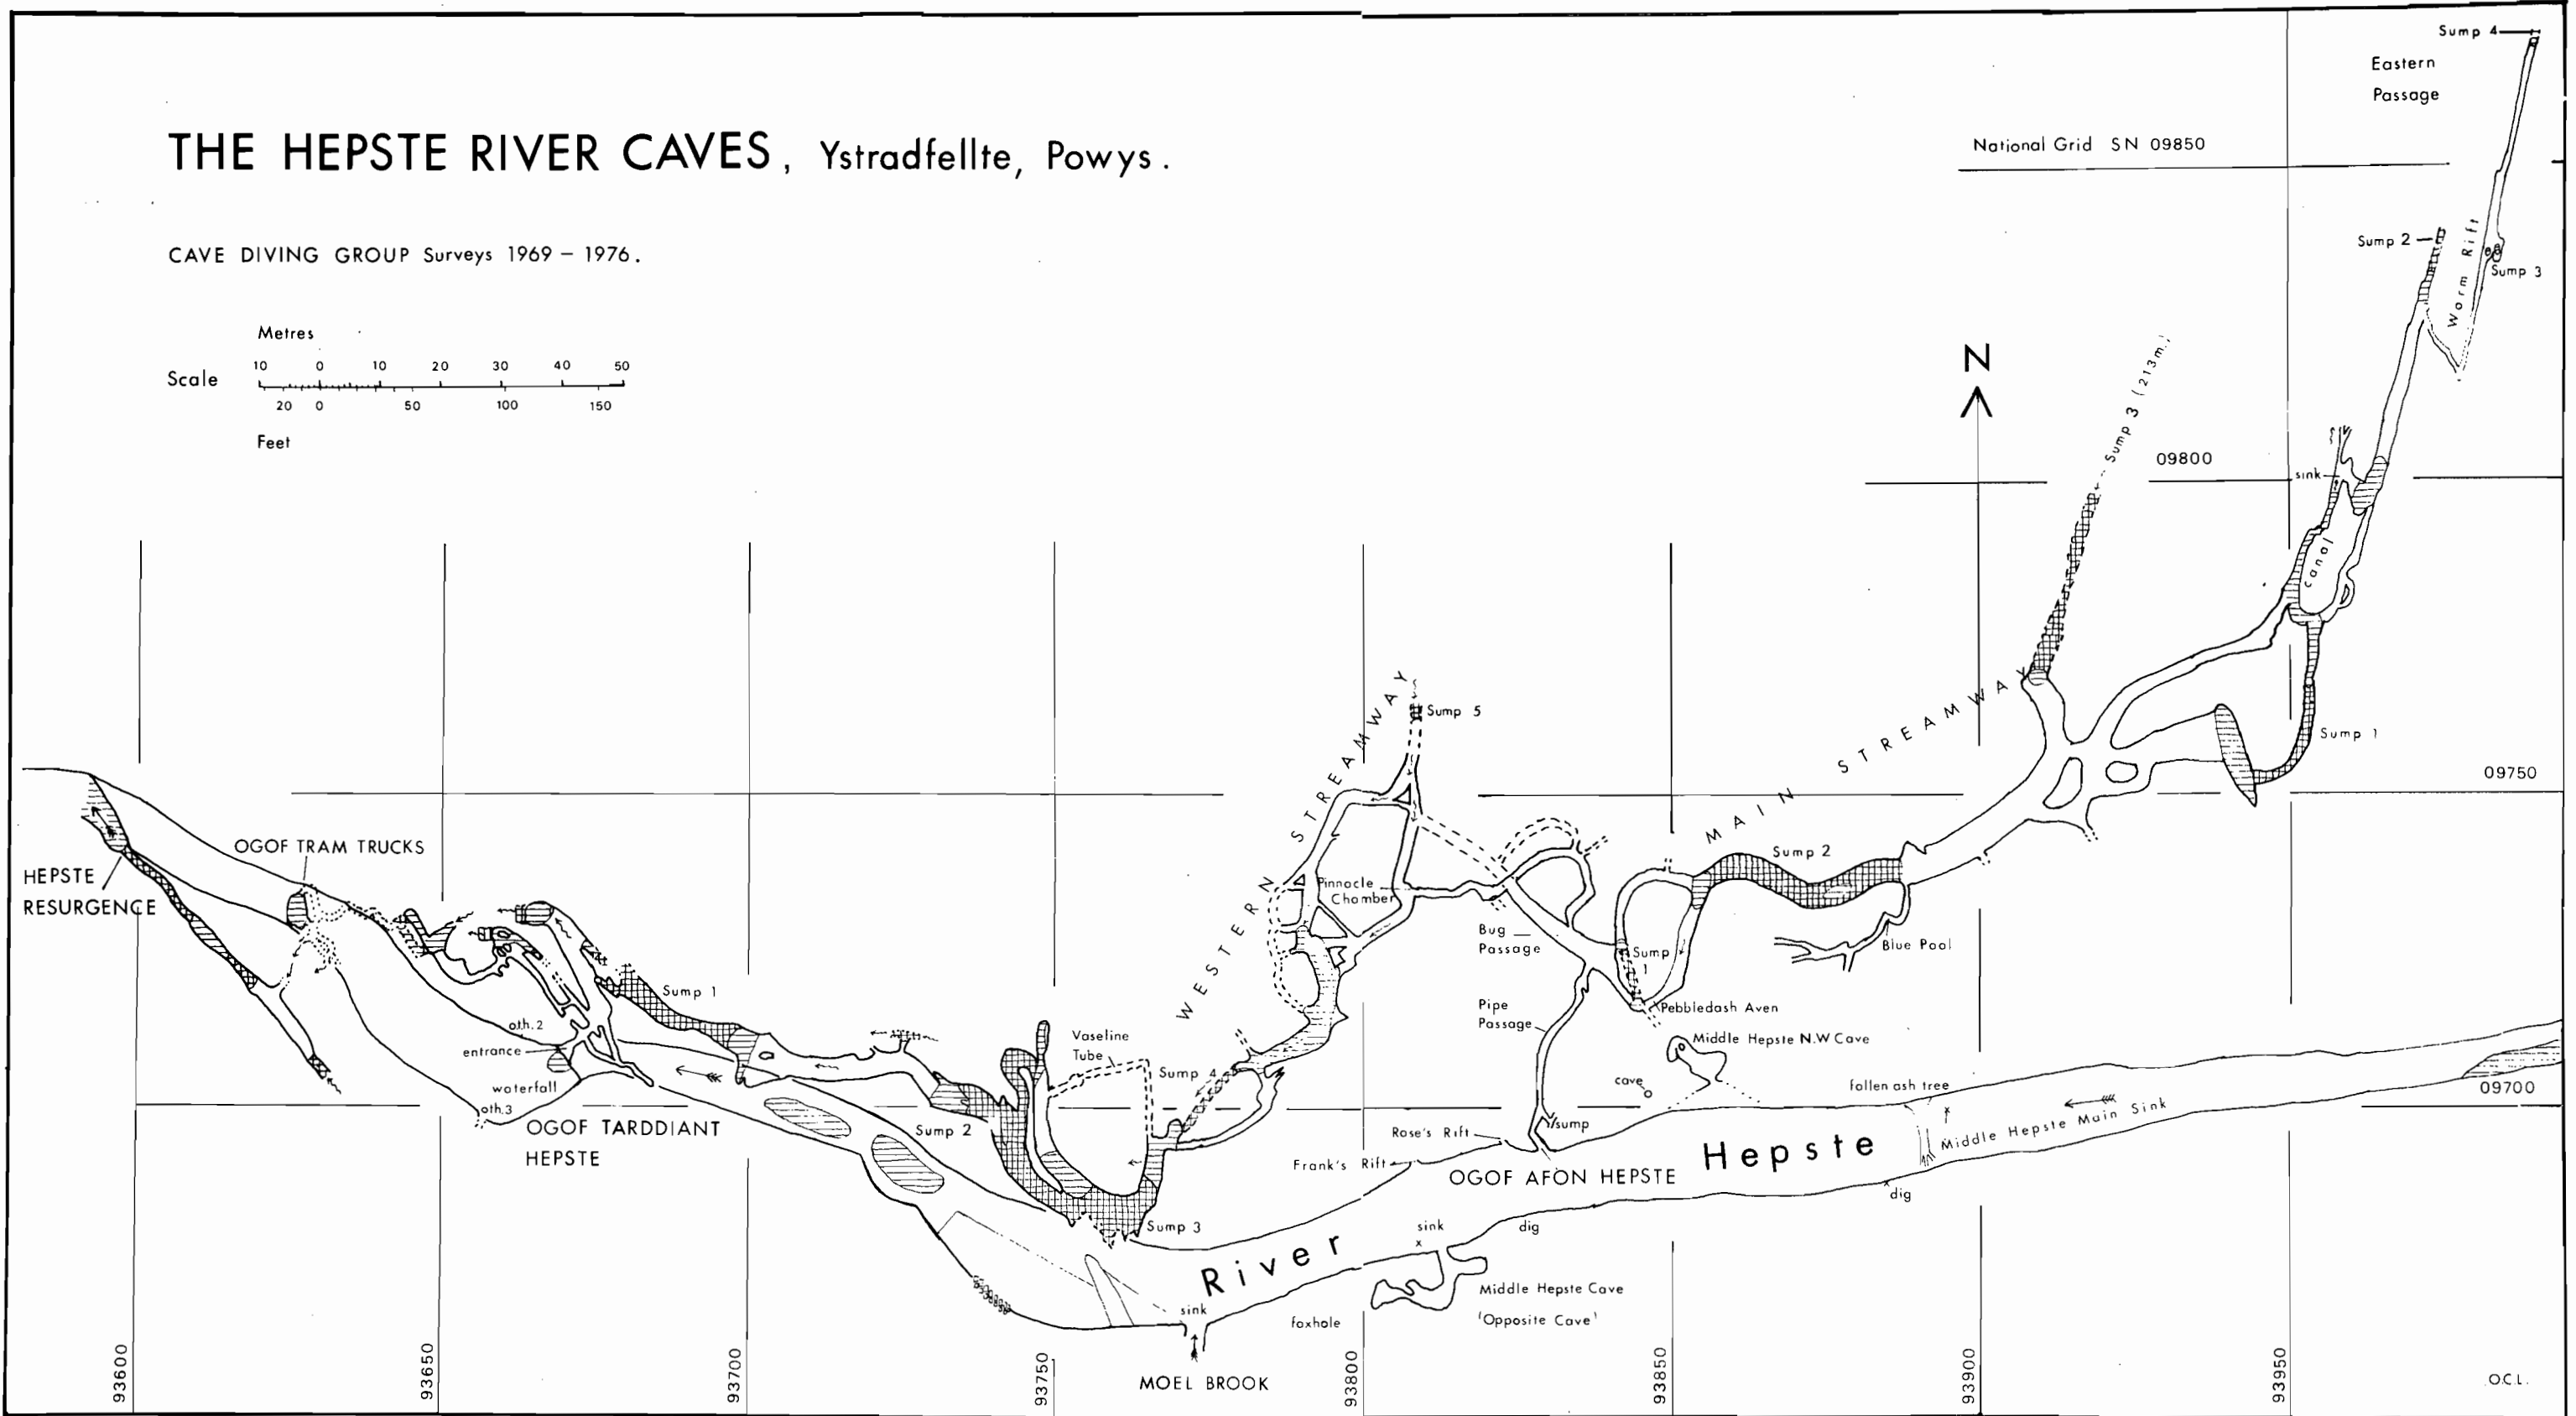 THE HEPSTE RIVER CAVES, Ystradfellte, Powys.
CAVE DIVING GROUP Surveys 1969 – 1976.
Metres
10 0 10 20 30 40 50
Scale
20 0 50 100 150
Feet
Sump 4
Eastern
Passage
National Grid SN 09850
Sump 2
Worm Rift
Sump 3
N
Sump 3 (213m.)
09800
sink
canal
Sump 1
09750
MAIN STREAMWAY
Sump 2
Blue Pool
WESTERN STREAMWAY
Sump 5
Pinnacle
Chamber
Bug
Passage
Sump
1
Pipe
Passage
Pebbledash Aven
Middle Hepste N.W Cave
cave
fallen ash tree
09700
Middle Hepste Main Sink
HEPSTE
RESURGENCE
OGOF TRAM TRUCKS
Sump 1
oth.2
entrance
waterfall
oth.3
OGOF TARDDIANT
HEPSTE
Vaseline
Tube
Sump 4
Sump 2
Sump 3
Rose's Rift
sump
Frank's Rift
OGOF AFON HEPSTE
River Hepste
dig
sink
dig
Middle Hepste Cave
'Opposite Cave'
sink
foxhole
MOEL BROOK
93600
93650
93700
93750
93800
93850
93900
93950
O.C.L.